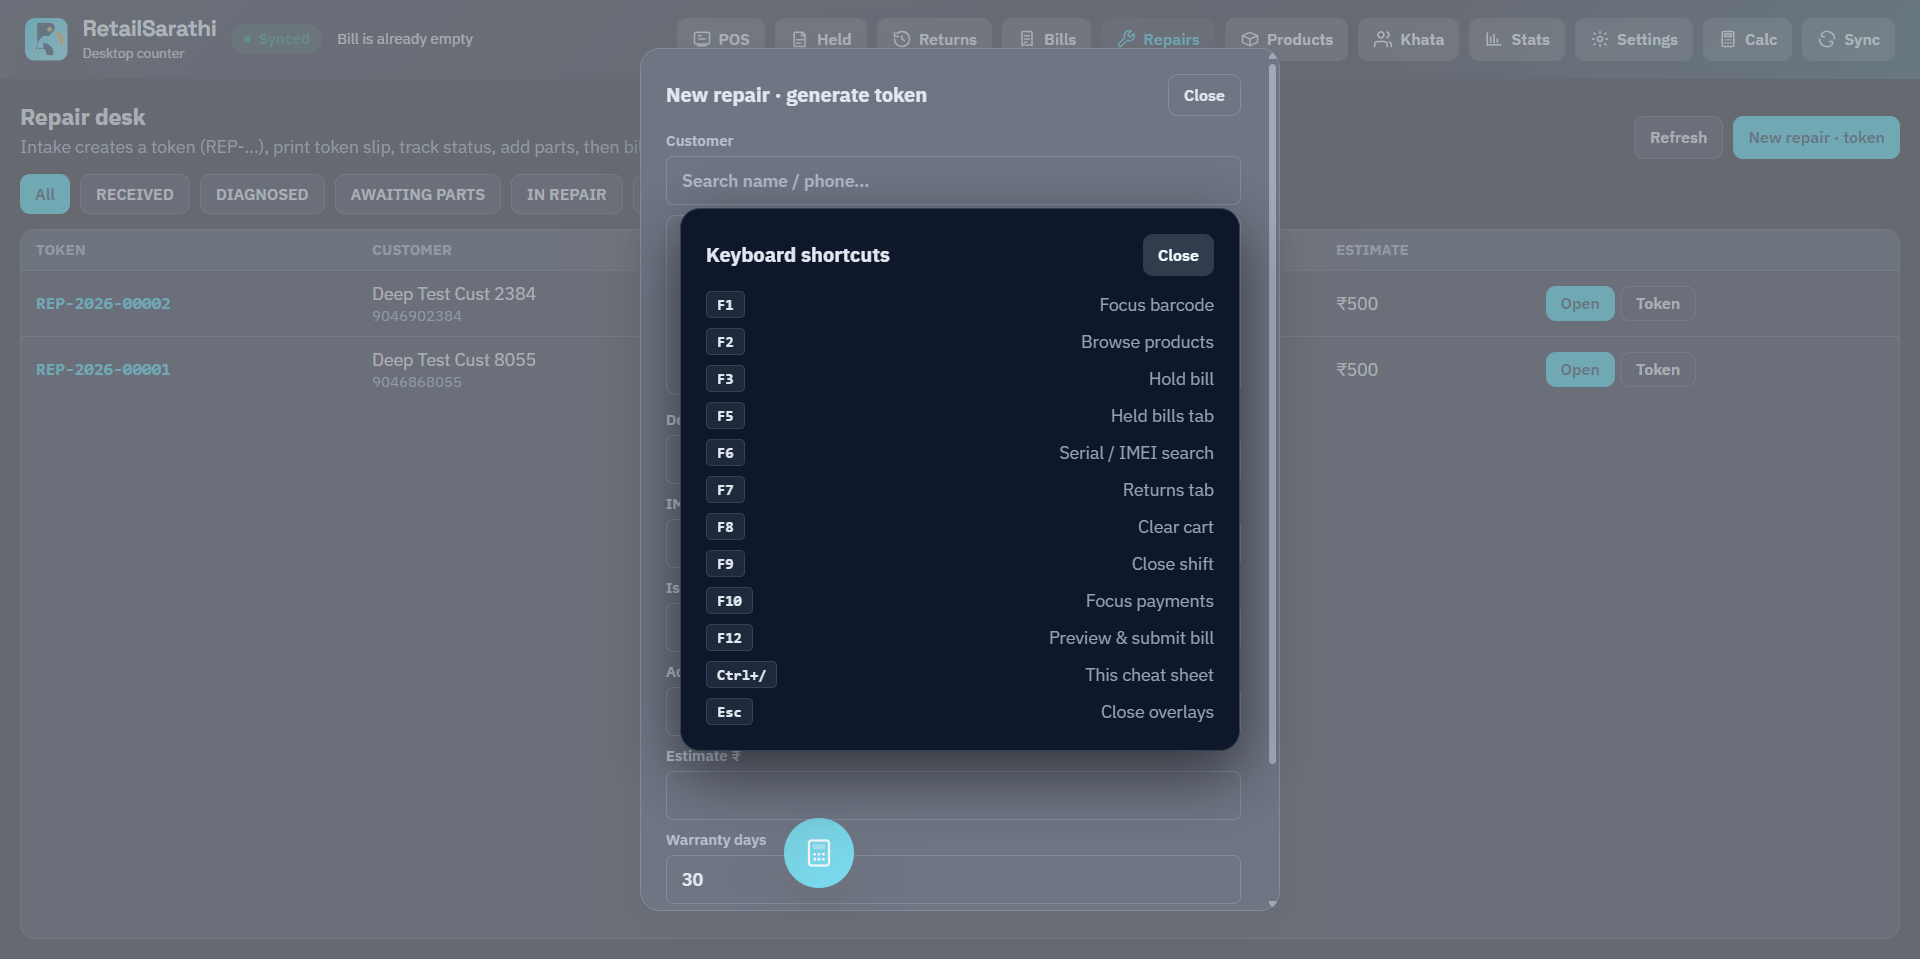 RetailSarathi
Desktop counter
Synced
Bill is already empty
POS
Held
Returns
Bills
Repairs
Products
Khata
Stats
Settings
Calc
Sync
Repair desk
Intake creates a token (REP-...), print token slip, track status, add parts, then bi
Refresh
New repair · token
All
RECEIVED
DIAGNOSED
AWAITING PARTS
IN REPAIR
TOKEN
CUSTOMER
ESTIMATE
REP-2026-00002
Deep Test Cust 2384
9046902384
₹500
Open
Token
REP-2026-00001
Deep Test Cust 8055
9046868055
₹500
Open
Token
New repair · generate token
Close
Customer
Search name / phone...
De
IM
Is
Ac
Estimate ₹
Warranty days
30
Keyboard shortcuts
Close
F1 Focus barcode
F2 Browse products
F3 Hold bill
F5 Held bills tab
F6 Serial / IMEI search
F7 Returns tab
F8 Clear cart
F9 Close shift
F10 Focus payments
F12 Preview & submit bill
Ctrl+/ This cheat sheet
Esc Close overlays